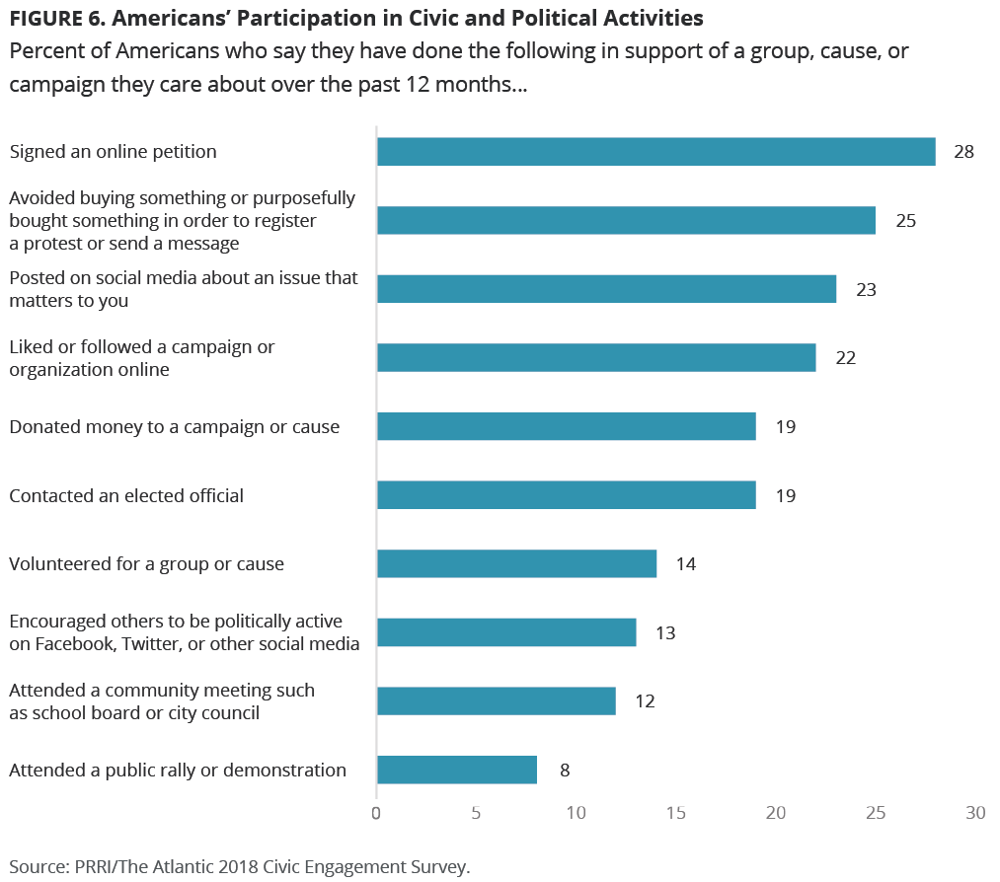 FIGURE 6. Americans’ Participation in Civic and Political Activities
Percent of Americans who say they have done the following in support of a group, cause, or
campaign they care about over the past 12 months...
Signed an online petition 28
Avoided buying something or purposefully
bought something in order to register
a protest or send a message
25
Posted on social media about an issue that
matters to you
23
Liked or followed a campaign or
organization online
22
Donated money to a campaign or cause 19
Contacted an elected official 19
Volunteered for a group or cause 14
Encouraged others to be politically active
on Facebook, Twitter, or other social media
13
Attended a community meeting such
as school board or city council
12
Attended a public rally or demonstration 8
0 5 10 15 20 25 30
Source: PRRI/The Atlantic 2018 Civic Engagement Survey.